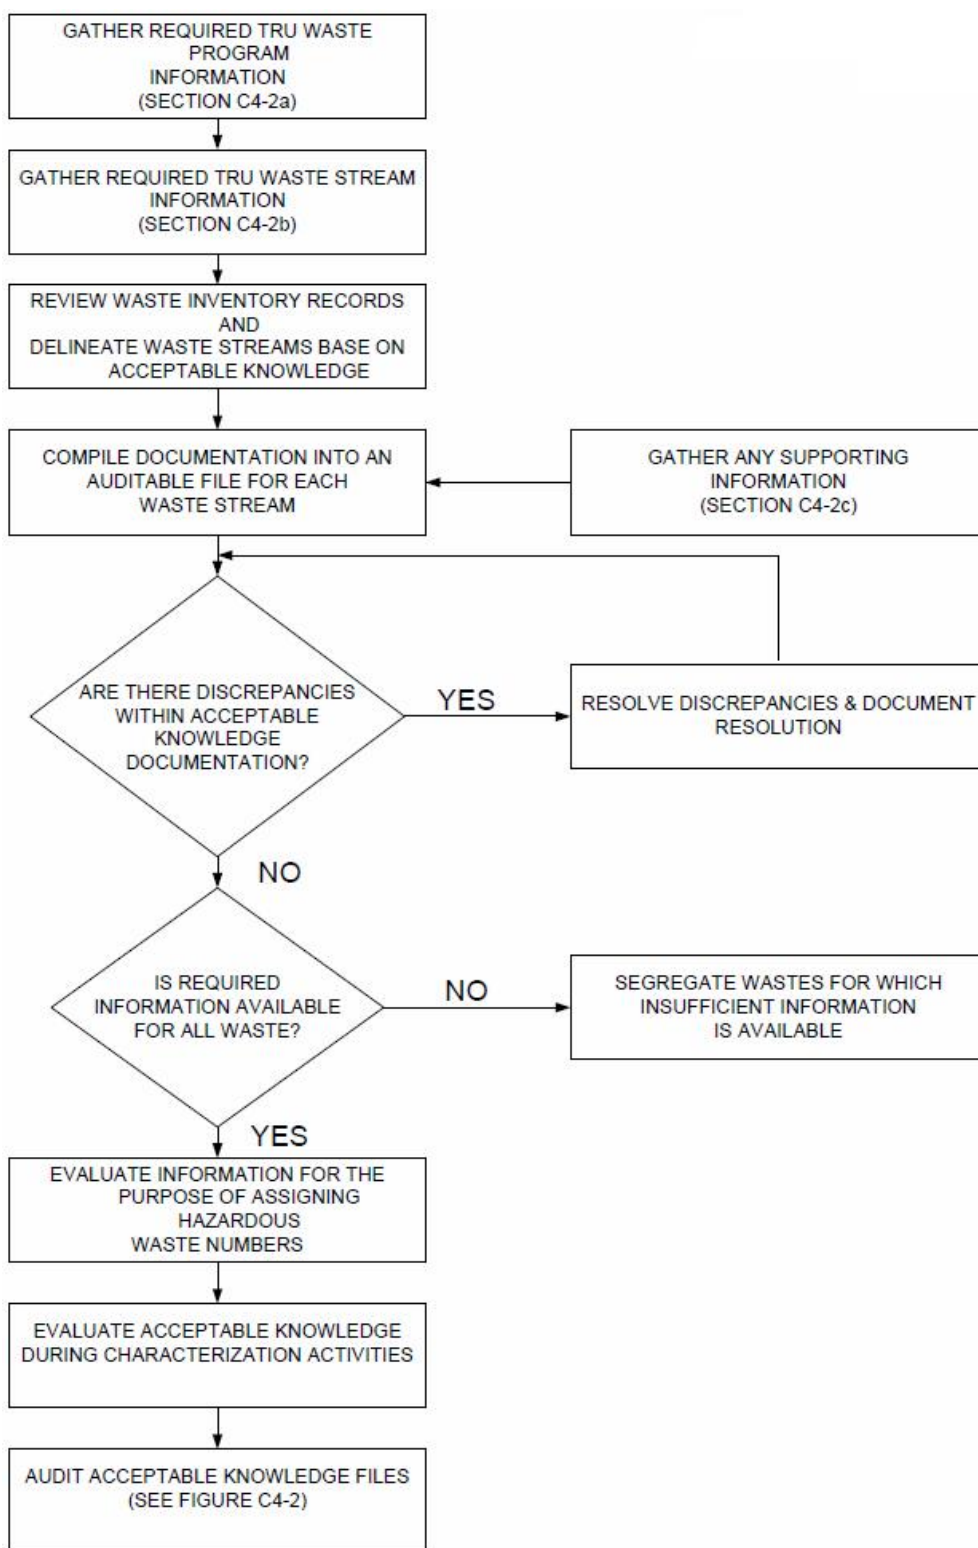 GATHER REQUIRED TRU WASTE
PROGRAM
INFORMATION
(SECTION C4-2a)
GATHER REQUIRED TRU WASTE STREAM
INFORMATION
(SECTION C4-2b)
REVIEW WASTE INVENTORY RECORDS
AND
DELINEATE WASTE STREAMS BASE ON
ACCEPTABLE KNOWLEDGE
COMPILE DOCUMENTATION INTO AN
AUDITABLE FILE FOR EACH
WASTE STREAM
GATHER ANY SUPPORTING
INFORMATION
(SECTION C4-2c)
ARE THERE DISCREPANCIES
WITHIN ACCEPTABLE
KNOWLEDGE
DOCUMENTATION?
YES
RESOLVE DISCREPANCIES & DOCUMENT
RESOLUTION
NO
IS REQUIRED
INFORMATION AVAILABLE
FOR ALL WASTE?
NO
SEGREGATE WASTES FOR WHICH
INSUFFICIENT INFORMATION
IS AVAILABLE
YES
EVALUATE INFORMATION FOR THE
PURPOSE OF ASSIGNING
HAZARDOUS
WASTE NUMBERS
EVALUATE ACCEPTABLE KNOWLEDGE
DURING CHARACTERIZATION ACTIVITIES
AUDIT ACCEPTABLE KNOWLEDGE FILES
(SEE FIGURE C4-2)